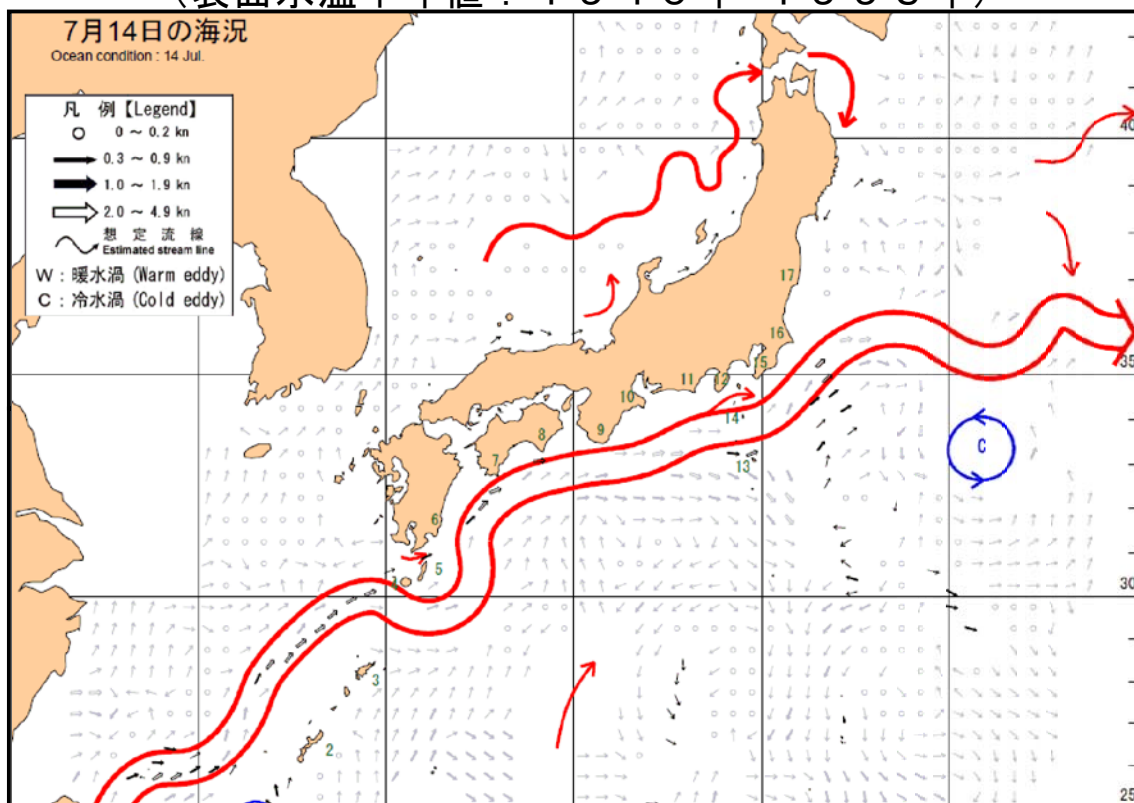 7月14日の海況
Ocean condition : 14 Jul.
凡 例【Legend】
0 ～ 0.2 kn
0.3 ～ 0.9 kn
1.0 ～ 1.9 kn
2.0 ～ 4.9 kn
想 定 流 線
Estimated stream line
W : 暖水渦 (Warm eddy)
C : 冷水渦 (Cold eddy)
40
17
16
35
15
12
11
10
14
9
8
C
7
13
6
5
4
30
3
2
25